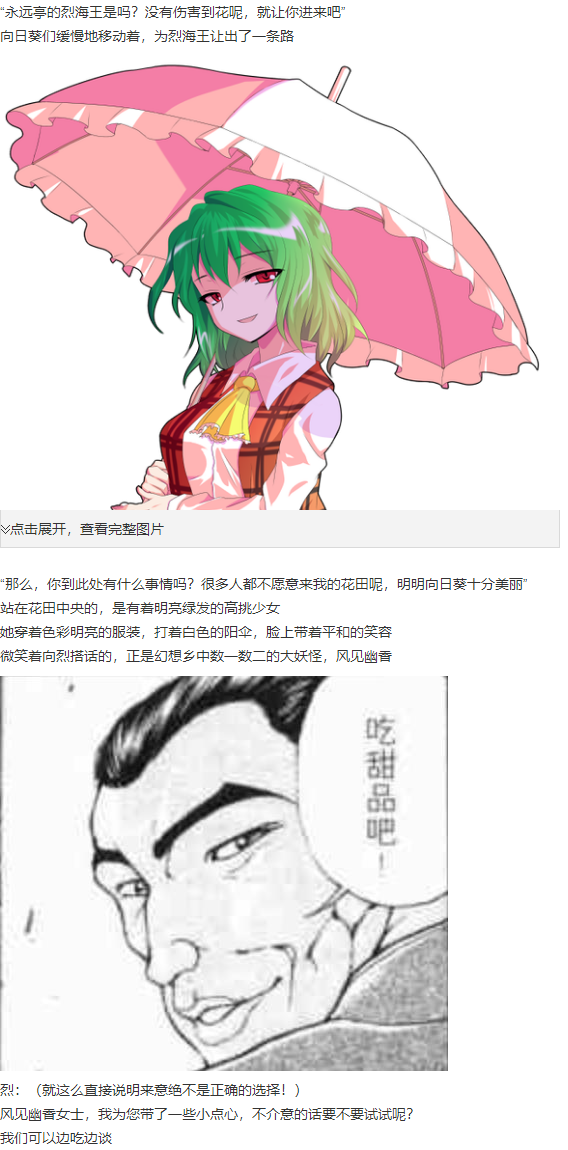 “永远亭的烈海王是吗？没有伤害到花呢，就让你进来吧”
向日葵们缓慢地移动着，为烈海王让出了一条路
点击展开，查看完整图片
“那么，你到此处有什么事情吗？很多人都不愿意来我的花田呢，明明向日葵十分美丽”
站在花田中央的，是有着明亮绿发的高挑少女
她穿着色彩明亮的服装，打着白色的阳伞，脸上带着平和的笑容
微笑着向烈搭话的，正是幻想乡中数一数二的大妖怪，风见幽香
吃甜品吧！
烈：（就这么直接说明来意绝不是正确的选择！）
风见幽香女士，我为您带了一些小点心，不介意的话要不要试试呢？
我们可以边吃边谈